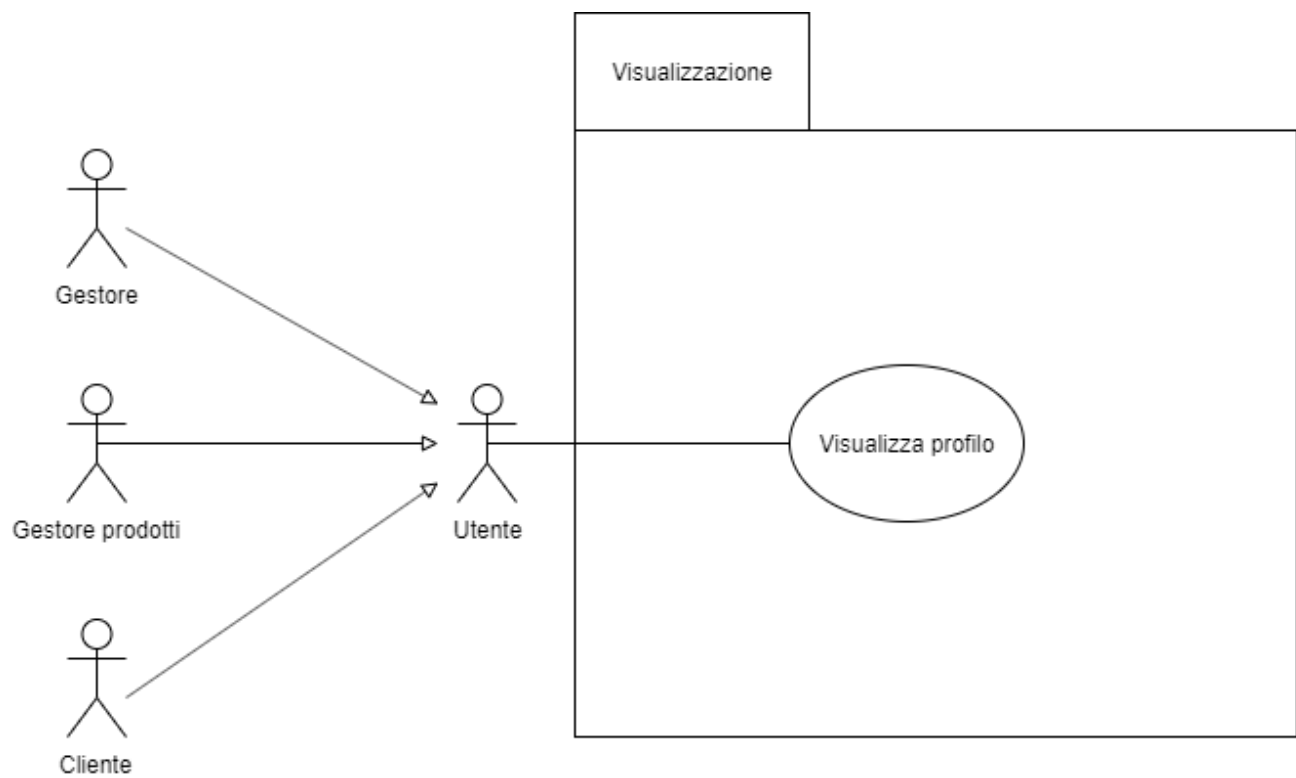 Visualizzazione
Gestore
Gestore prodotti
Utente
Visualizza profilo
Cliente